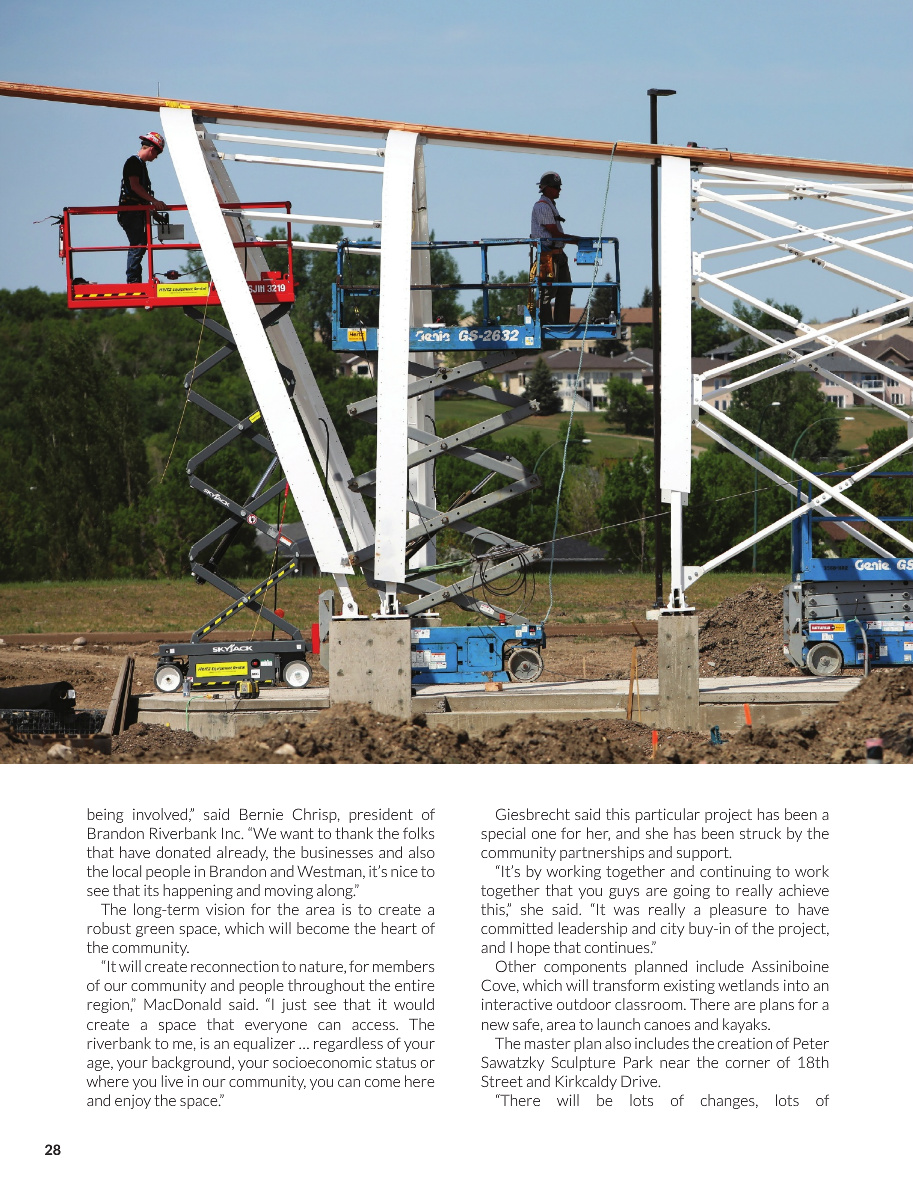 SJIII 3219
Hertz Equipment Rental
Hertz
Genie GS-2632
SKYJACK
Genie GS
SKYJACK
Hertz Equipment Rental
being involved,” said Bernie Chrisp, president of
Brandon Riverbank Inc. “We want to thank the folks
that have donated already, the businesses and also
the local people in Brandon and Westman, it’s nice to
see that its happening and moving along.”
The long-term vision for the area is to create a
robust green space, which will become the heart of
the community.
“It will create reconnection to nature, for members
of our community and people throughout the entire
region,” MacDonald said. “I just see that it would
create a space that everyone can access. The
riverbank to me, is an equalizer ... regardless of your
age, your background, your socioeconomic status or
where you live in our community, you can come here
and enjoy the space.”
Giesbrecht said this particular project has been a
special one for her, and she has been struck by the
community partnerships and support.
“It’s by working together and continuing to work
together that you guys are going to really achieve
this,” she said. “It was really a pleasure to have
committed leadership and city buy-in of the project,
and I hope that continues.”
Other components planned include Assiniboine
Cove, which will transform existing wetlands into an
interactive outdoor classroom. There are plans for a
new safe, area to launch canoes and kayaks.
The master plan also includes the creation of Peter
Sawatzky Sculpture Park near the corner of 18th
Street and Kirkcaldy Drive.
“There will be lots of changes, lots of
28